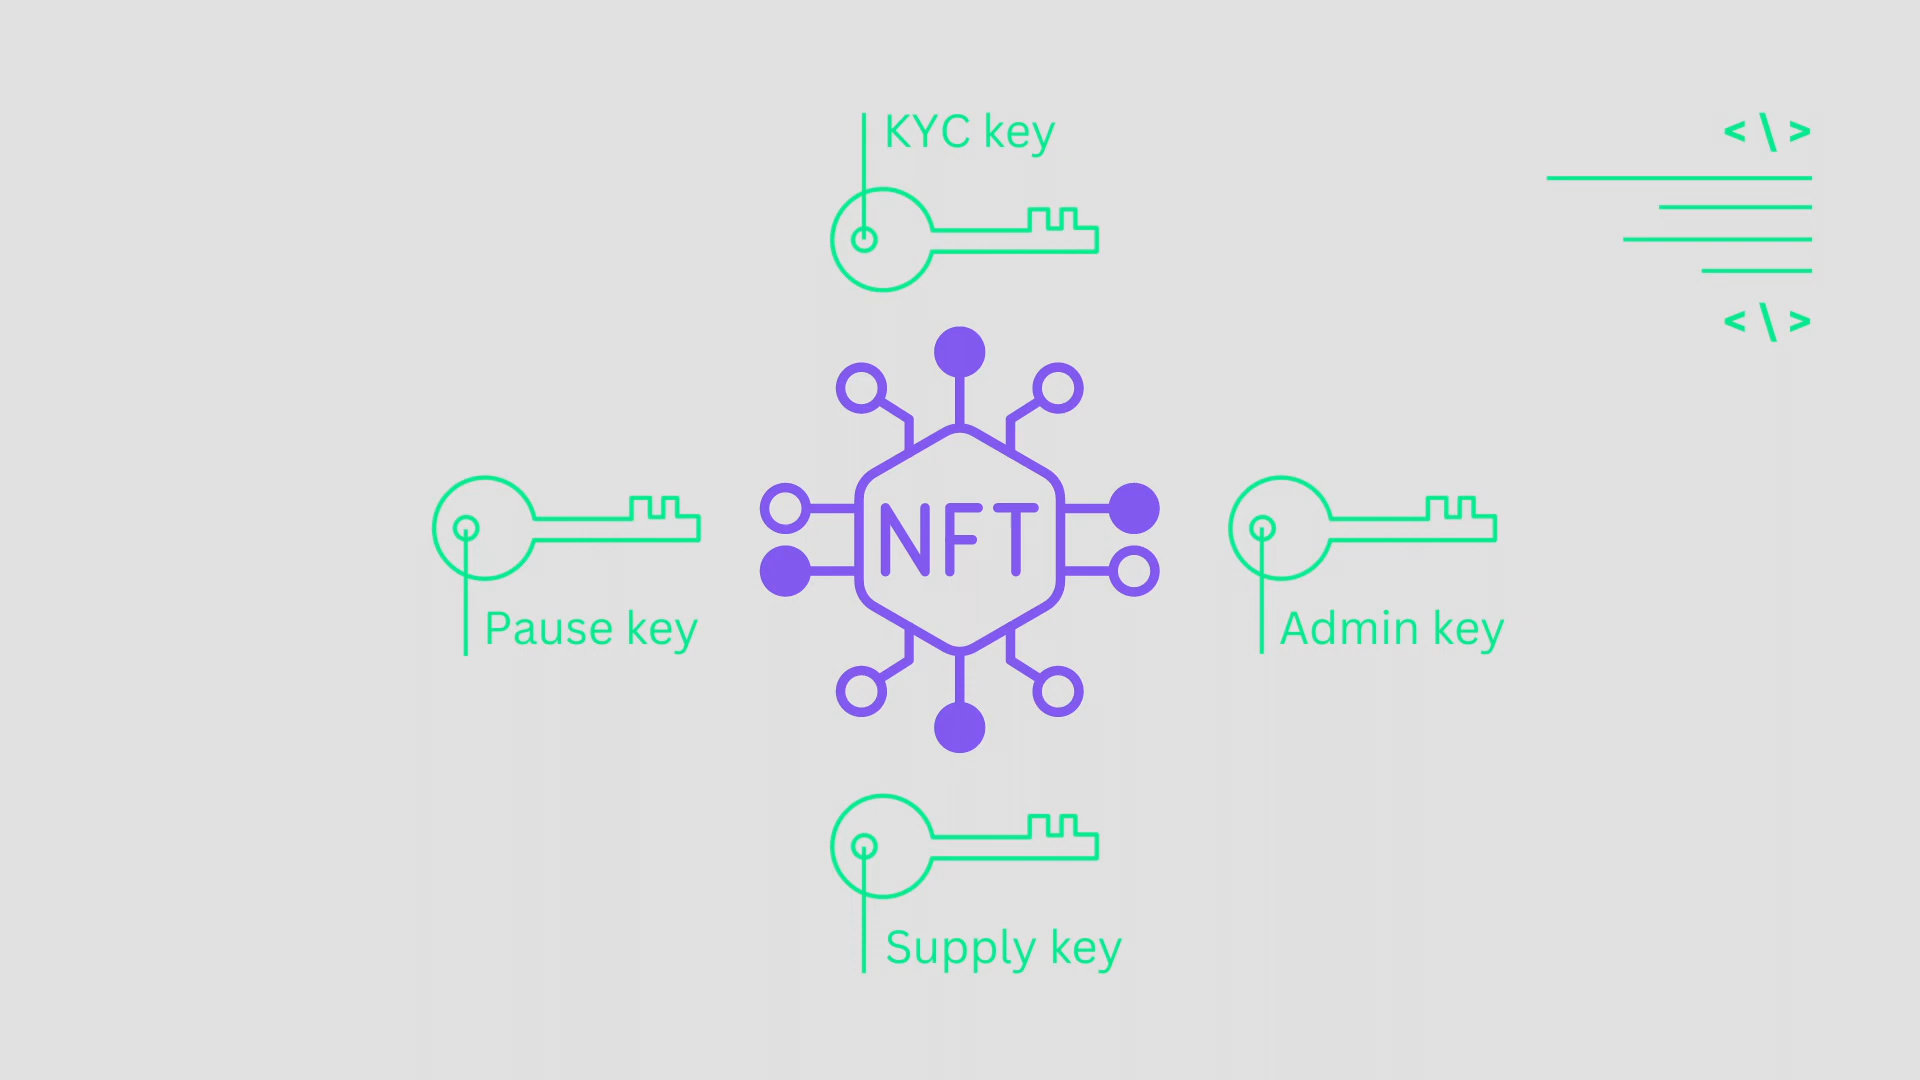 KYC key
< \ >
< \ >
NFT
Pause key
Admin key
Supply key